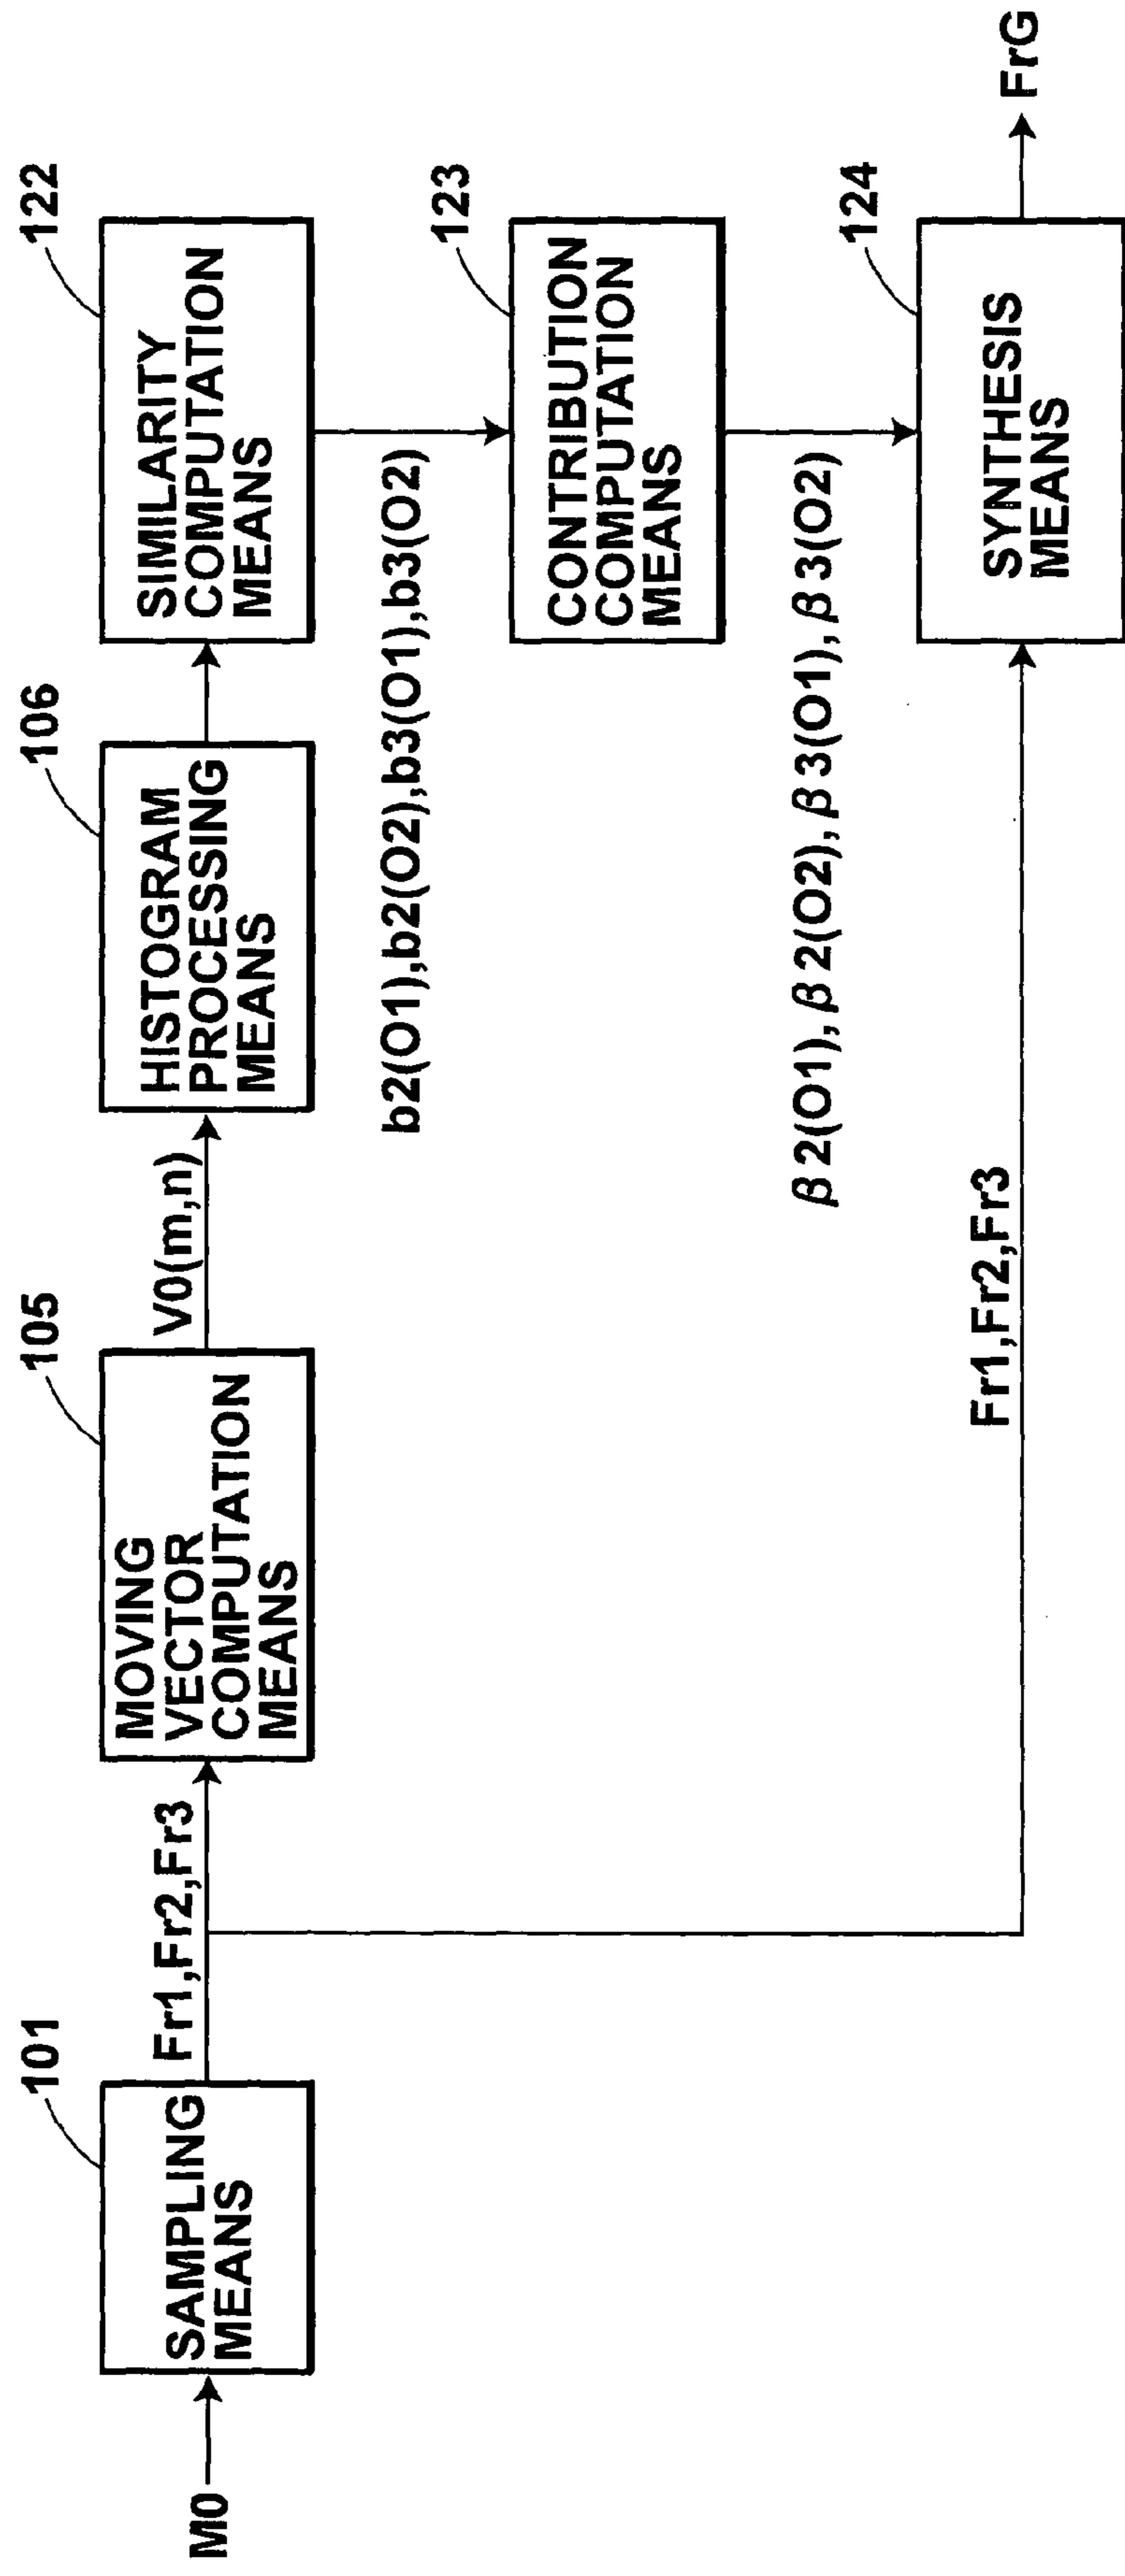 M0
101
SAMPLING
MEANS
Fr1,Fr2,Fr3
105
MOVING
VECTOR
COMPUTATION
MEANS
V0(m,n)
106
HISTOGRAM
PROCESSING
MEANS
122
SIMILARITY
COMPUTATION
MEANS
b2(O1),b2(O2),b3(O1),b3(O2)
123
CONTRIBUTION
COMPUTATION
MEANS
β2(O1),β2(O2),β3(O1),β3(O2)
Fr1,Fr2,Fr3
124
SYNTHESIS
MEANS
FrG